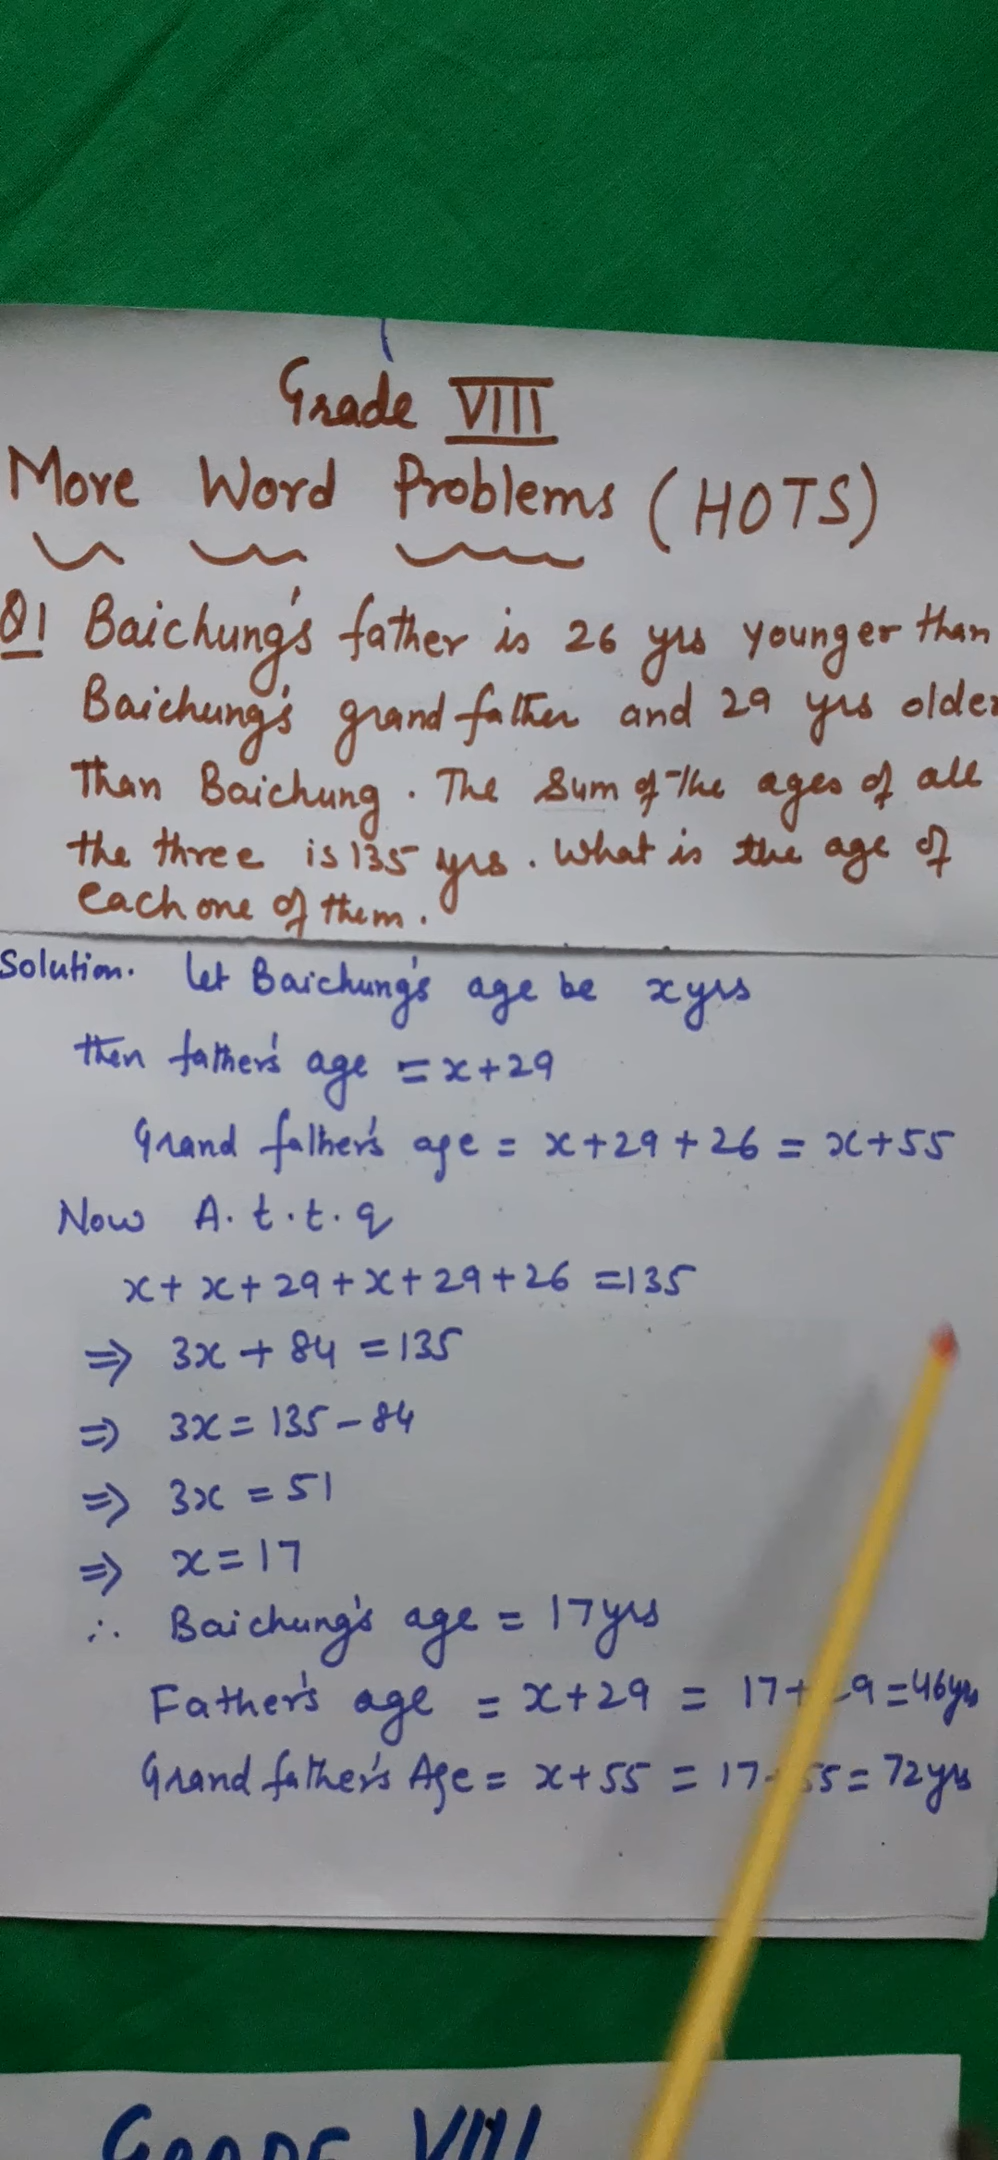 Grade VIII
More Word Problems (HOTS)
Q1 Baichung's father is 26 yrs younger than
Baichung's grand father and 29 yrs older
than Baichung. The Sum of the ages of all
the three is 135 yrs. What is the age of
each one of them.
Solution. let Baichung's age be x yrs
then father's age = x+29
Grand father's age = x+29+26 = x+55
Now A.t.t.q
x+x+29+x+29+26 =135
⇒ 3x + 84 =135
⇒ 3x = 135-84
⇒ 3x = 51
⇒ x = 17
∴ Baichung's age = 17yrs
Father's age = x+29 = 17+ 9=46yrs
Grand father's Age = x+55 = 17+55=72yrs
GRADE VIII